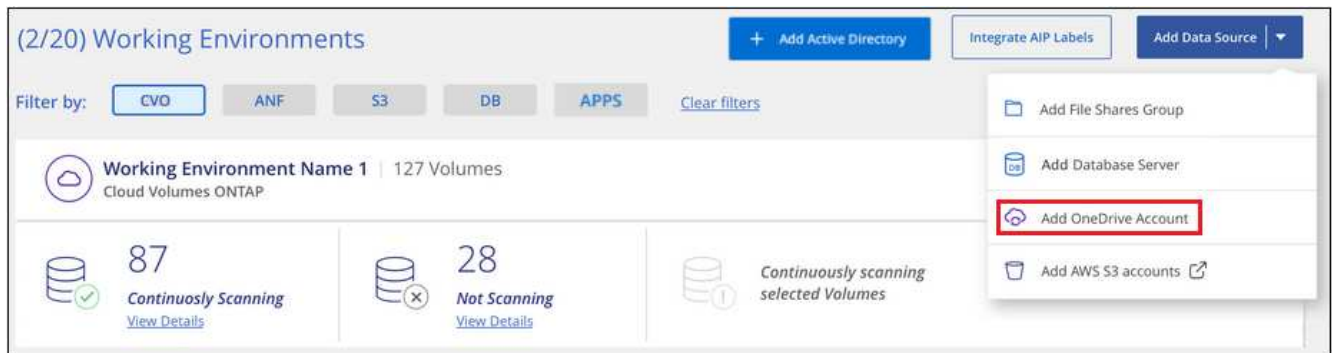 (2/20) Working Environments
+ Add Active Directory
Integrate AIP Labels
Add Data Source
Filter by: CVO ANF S3 DB APPS Clear filters
Add File Shares Group
DB Add Database Server
Add OneDrive Account
Add AWS S3 accounts
Working Environment Name 1 | 127 Volumes
Cloud Volumes ONTAP
87
Continuosly Scanning
View Details
28
Not Scanning
View Details
Continuously scanning
selected Volumes